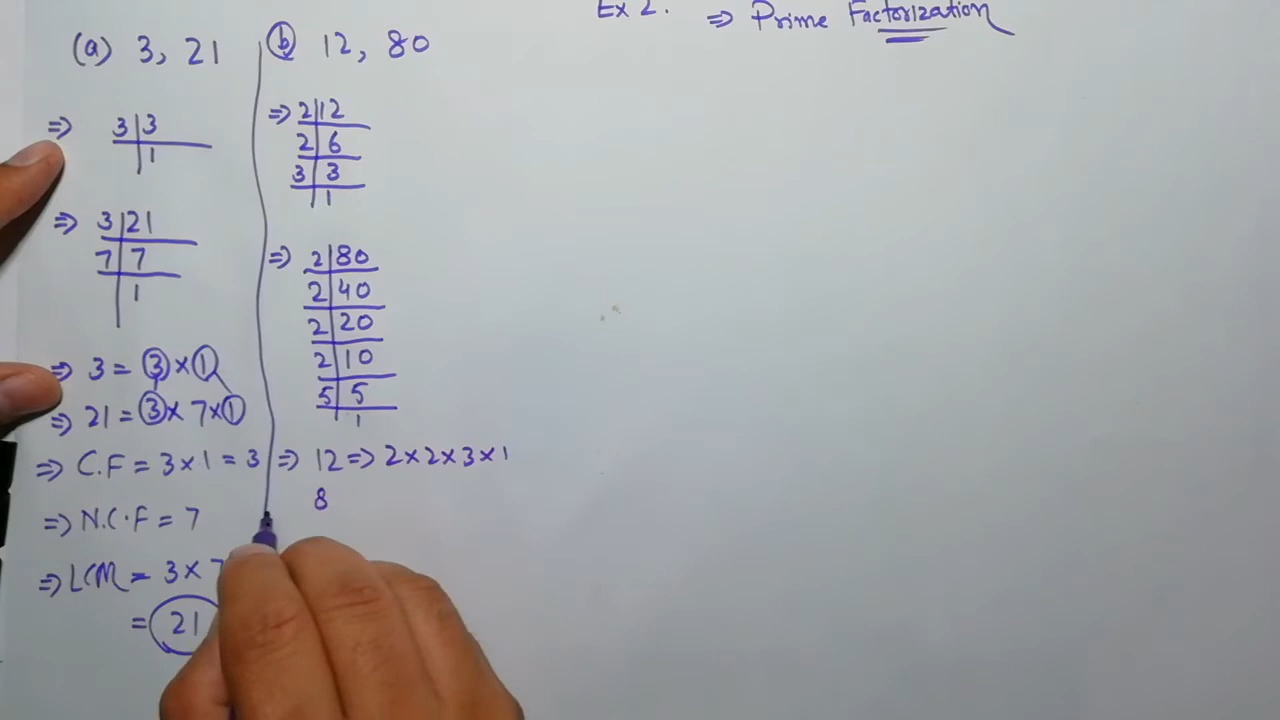 Ex 2. ⇒ Prime Factorization
(a) 3, 21
⇒ 3|3
1
⇒ 3|21
7|7
1
⇒ 3 = 3 × 1
⇒ 21 = 3 × 7 × 1
⇒ C.F = 3 × 1 = 3
⇒ N.C.F = 7
⇒ LCM = 3 × 7
= 21
(b) 12, 80
⇒ 2|12
2|6
3|3
1
⇒ 2|80
2|40
2|20
2|10
5|5
1
⇒ 12 ⇒ 2 × 2 × 3 × 1
8